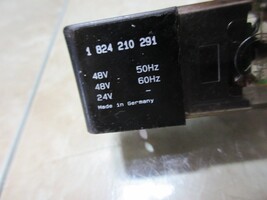 1 824 210 291
48V - 50Hz
48V 60Hz
24V -
Made in Germany